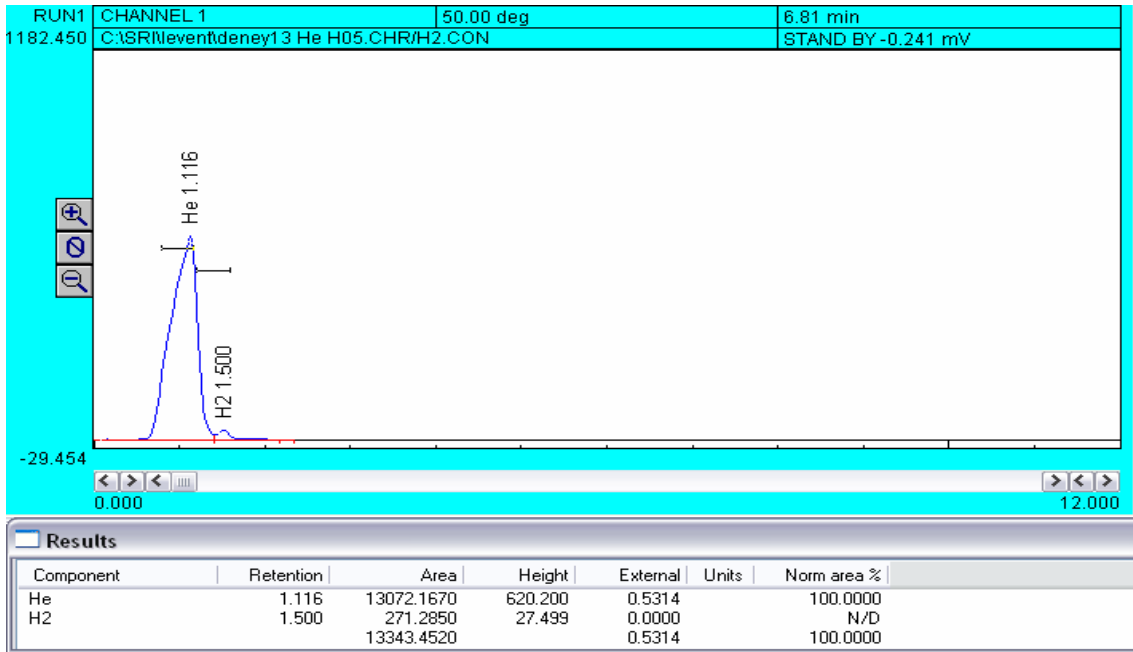 RUN1 CHANNEL 1 50.00 deg 6.81 min
1182.450 C:\SRI\levent\deney13 He H05.CHR/H2.CON STAND BY -0.241 mV
He 1.116
H2 1.500
-29.454
0.000 12.000
Results
Component Retention Area Height External Units Norm area %
He 1.116 13072.1670 620.200 0.5314 100.0000
H2 1.500 271.2850 27.499 0.0000 N/D
13343.4520 0.5314 100.0000